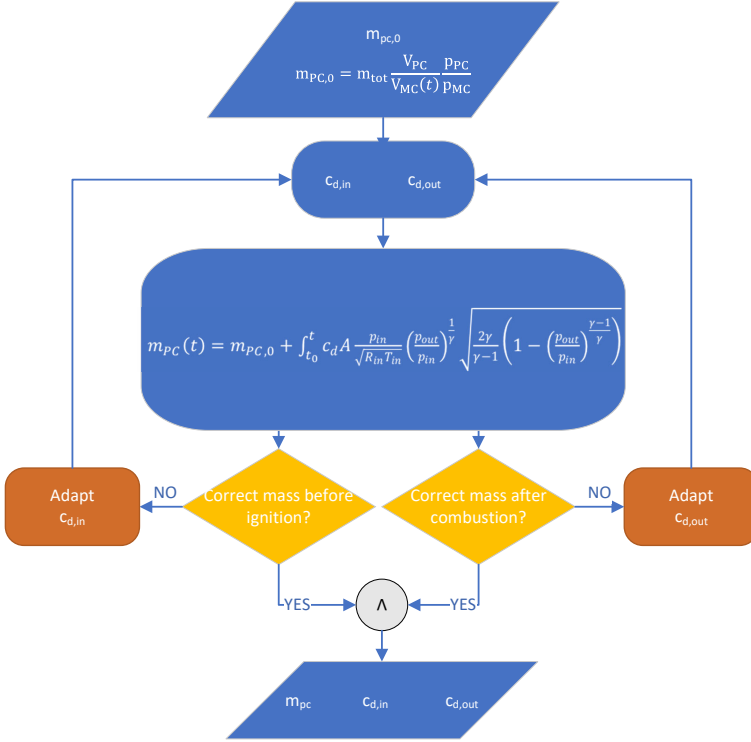 m_pc,0
m_PC,0 = m_tot V_PC/V_MC(t) p_PC/p_MC
c_d,in c_d,out
m_PC(t) = m_PC,0 + ∫_{t_0}^{t} c_d A p_in/√(R_in T_in) (p_out/p_in)^{1/γ} √(2γ/(γ−1) (1 − (p_out/p_in)^{(γ−1)/γ}))
Adapt
c_d,in
NO
Correct mass before
ignition?
Correct mass after
combustion?
NO
Adapt
c_d,out
YES
∧
YES
m_pc c_d,in c_d,out